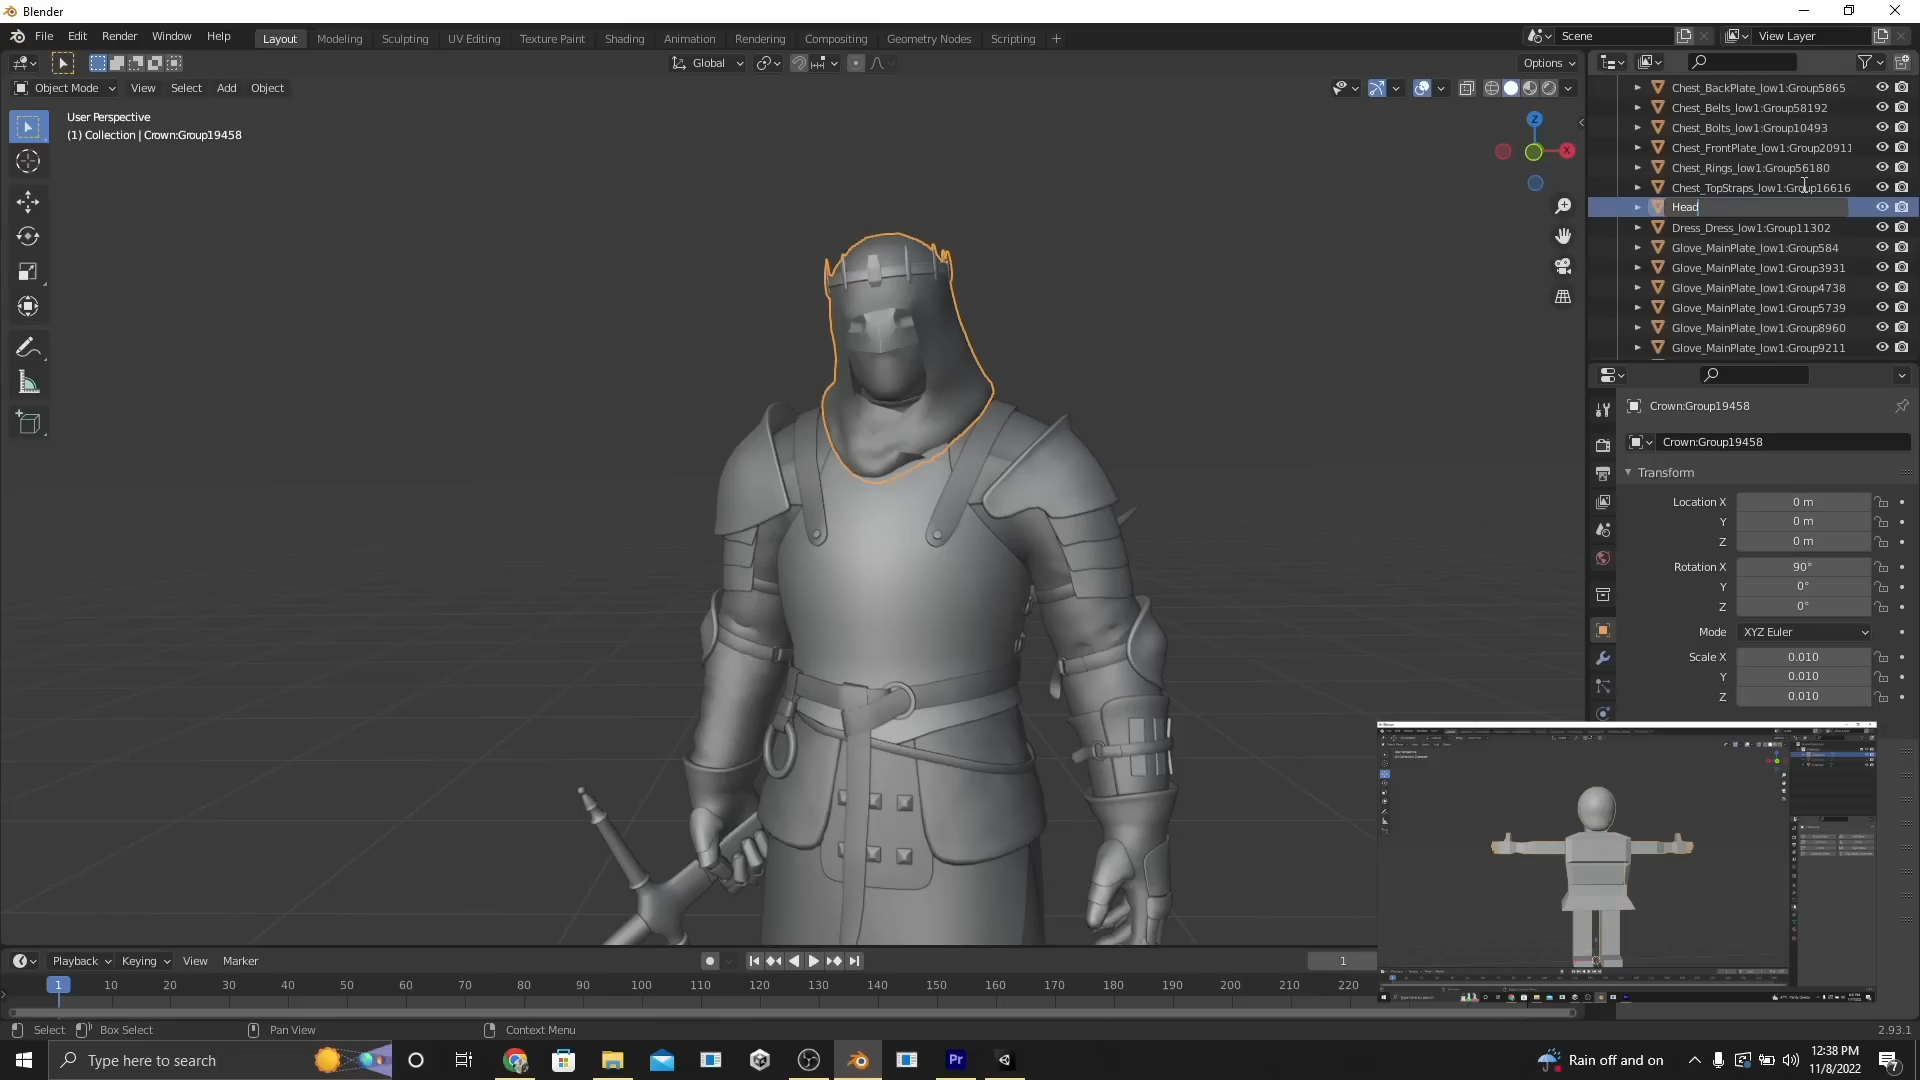 Blender
File Edit Render Window Help
Layout Modeling Sculpting UV Editing Texture Paint Shading Animation Rendering Compositing Geometry Nodes Scripting +
Scene
View Layer
Global
Options
Object Mode View Select Add Object
User Perspective
(1) Collection | Crown:Group19458
Z
X
Chest_BackPlate_low1:Group5865
Chest_Belts_low1:Group58192
Chest_Bolts_low1:Group10493
Chest_FrontPlate_low1:Group20911
Chest_Rings_low1:Group56180
Chest_TopStraps_low1:Group16616
Head
Dress_Dress_low1:Group11302
Glove_MainPlate_low1:Group584
Glove_MainPlate_low1:Group3931
Glove_MainPlate_low1:Group4738
Glove_MainPlate_low1:Group5739
Glove_MainPlate_low1:Group8960
Glove_MainPlate_low1:Group9211
Crown:Group19458
Crown:Group19458
Transform
Location X 0 m
Y 0 m
Z 0 m
Rotation X 90°
Y 0°
Z 0°
Mode XYZ Euler
Scale X 0.010
Y 0.010
Z 0.010
Playback Keying View Marker
1
1 10 20 30 40 50 60 70 80 90 100 110 120 130 140 150 160 170 180 190 200 210 220
Select Box Select Pan View Context Menu
2.93.1
Type here to search
Pr
Rain off and on
12:38 PM
11/8/2022
7